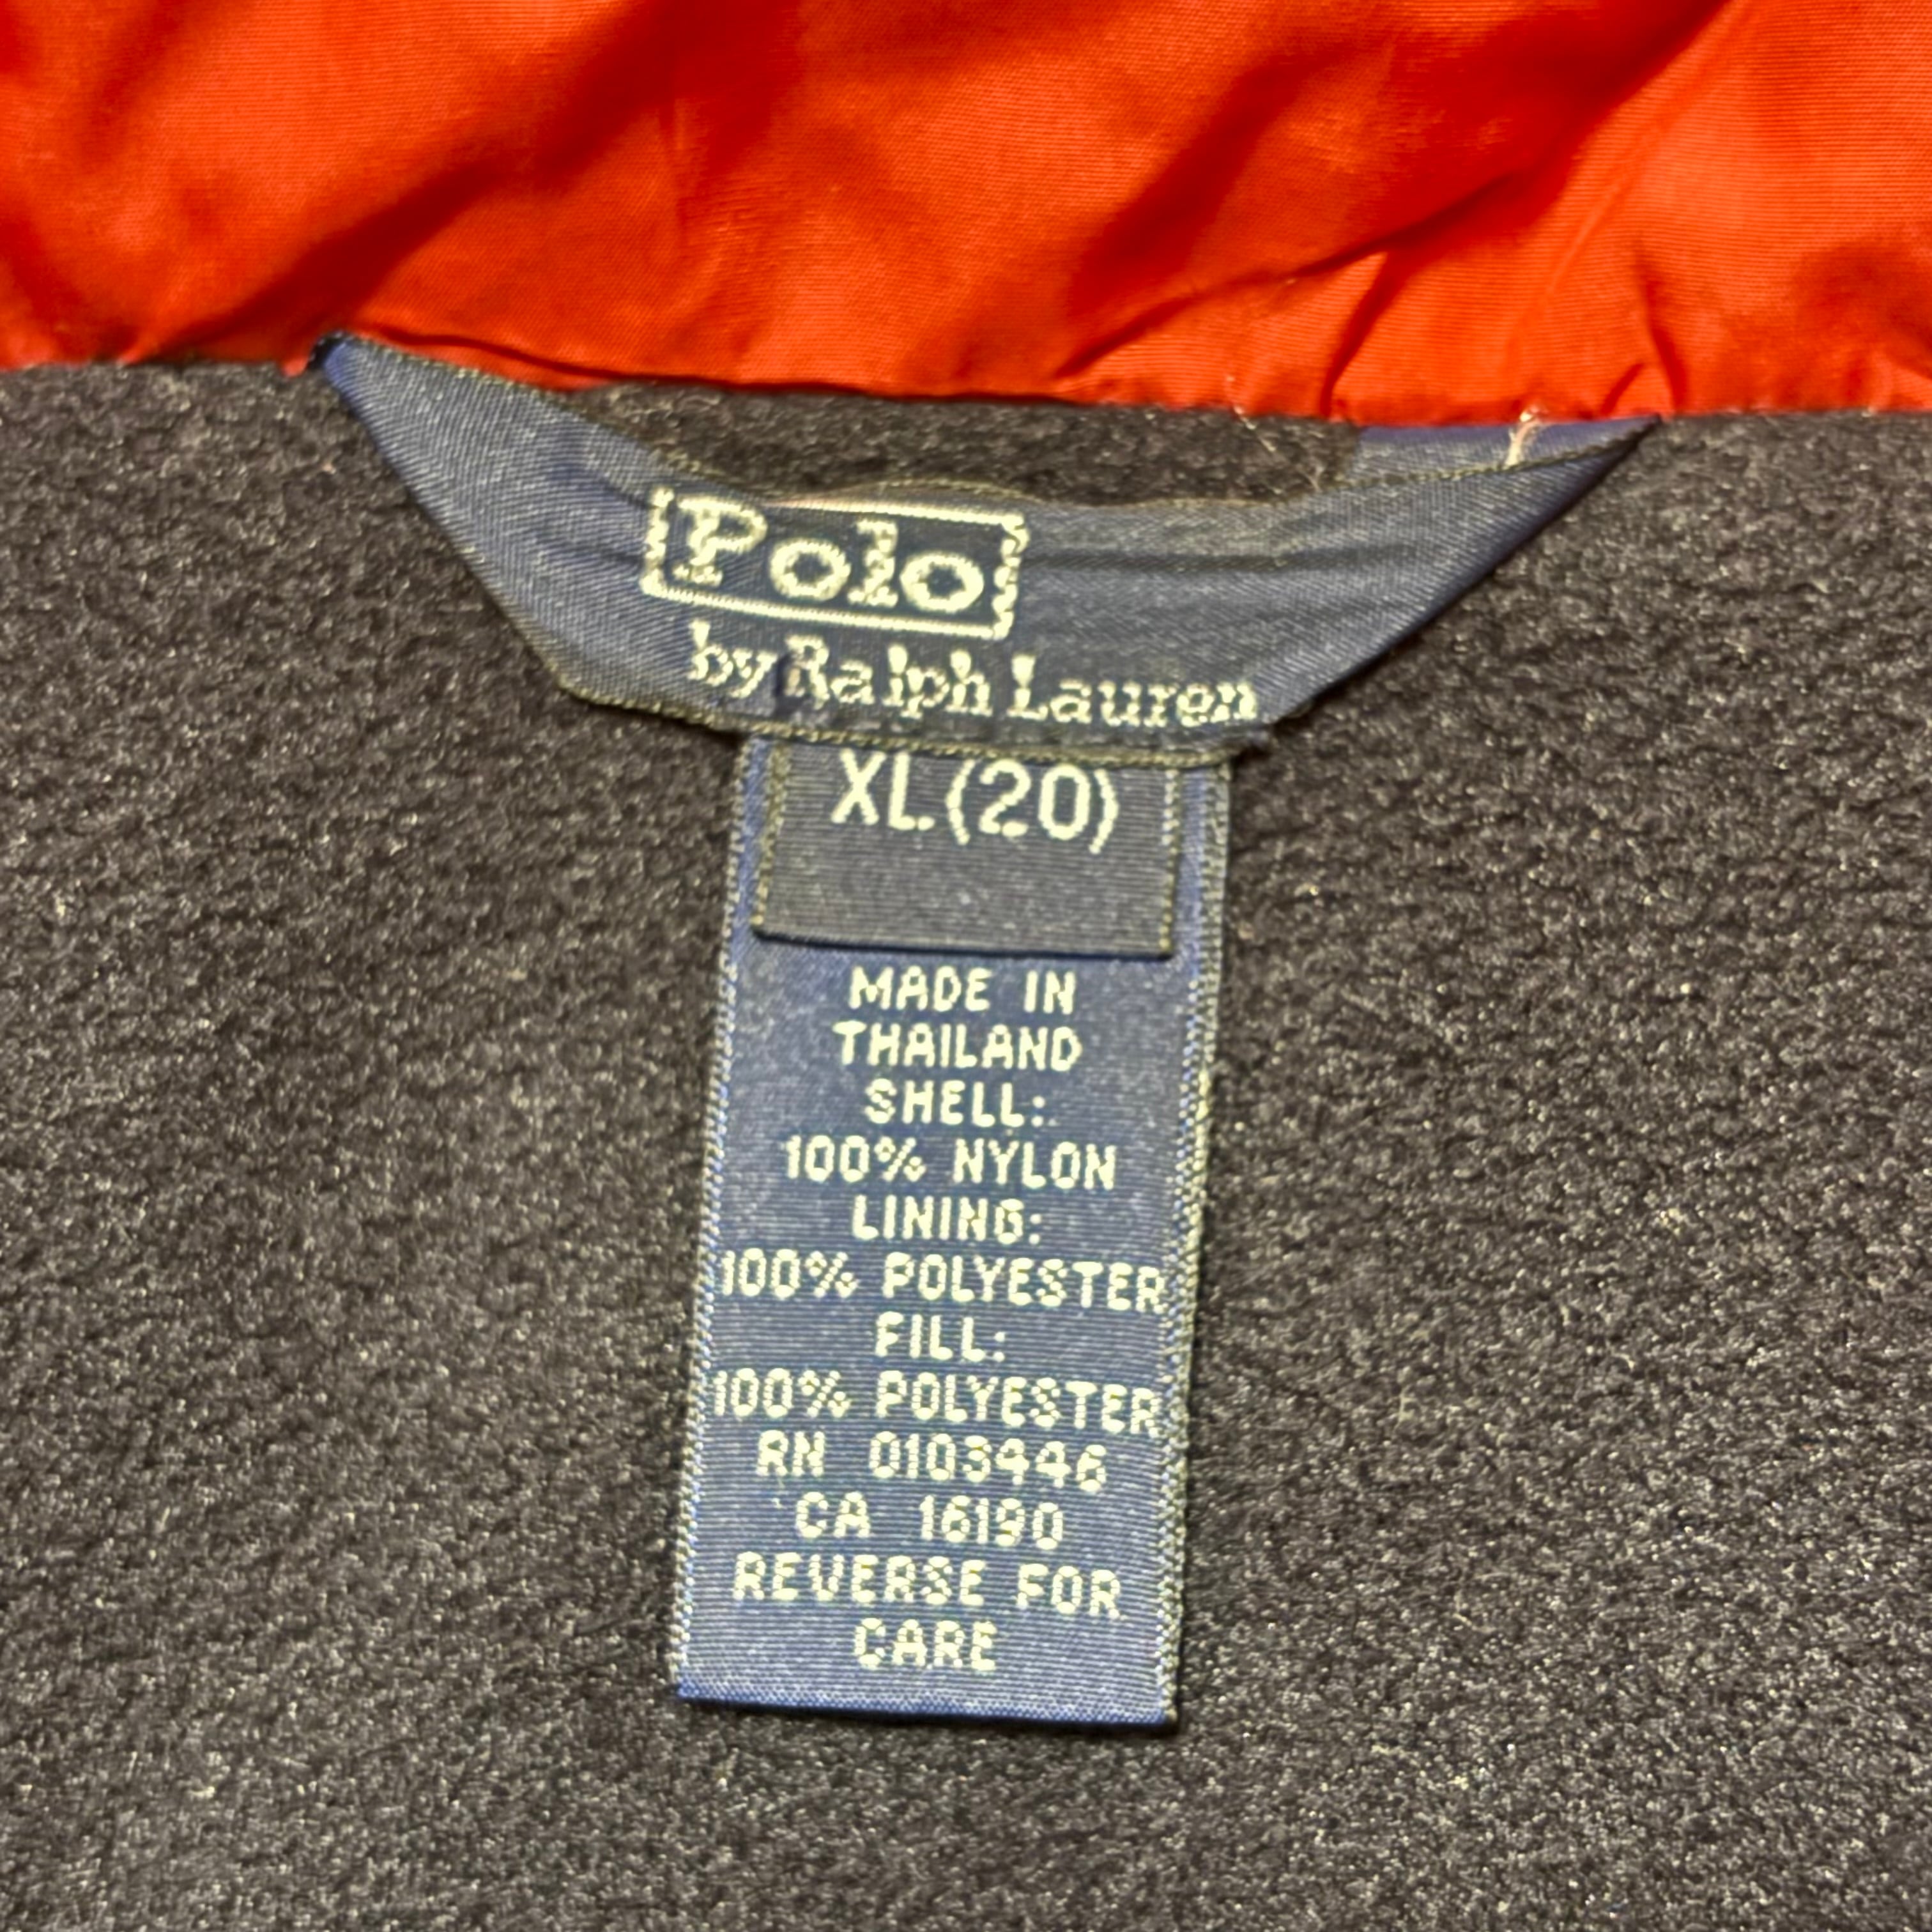 Polo
by Ralph Lauren
XL (20)
MADE IN
THAILAND
SHELL:
100% NYLON
LINING:
100% POLYESTER
FILL:
100% POLYESTER
RN 0103446
CA 16190
REVERSE FOR
CARE